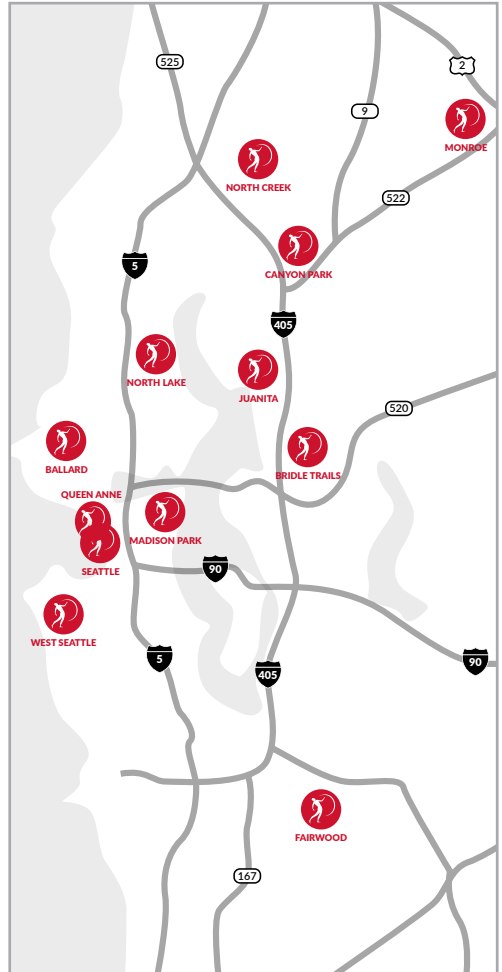 525
2
9
MONROE
NORTH CREEK
522
5
CANYON PARK
405
NORTH LAKE
JUANITA
520
BALLARD
BRIDLE TRAILS
QUEEN ANNE
MADISON PARK
SEATTLE
90
WEST SEATTLE
5
90
405
FAIRWOOD
167